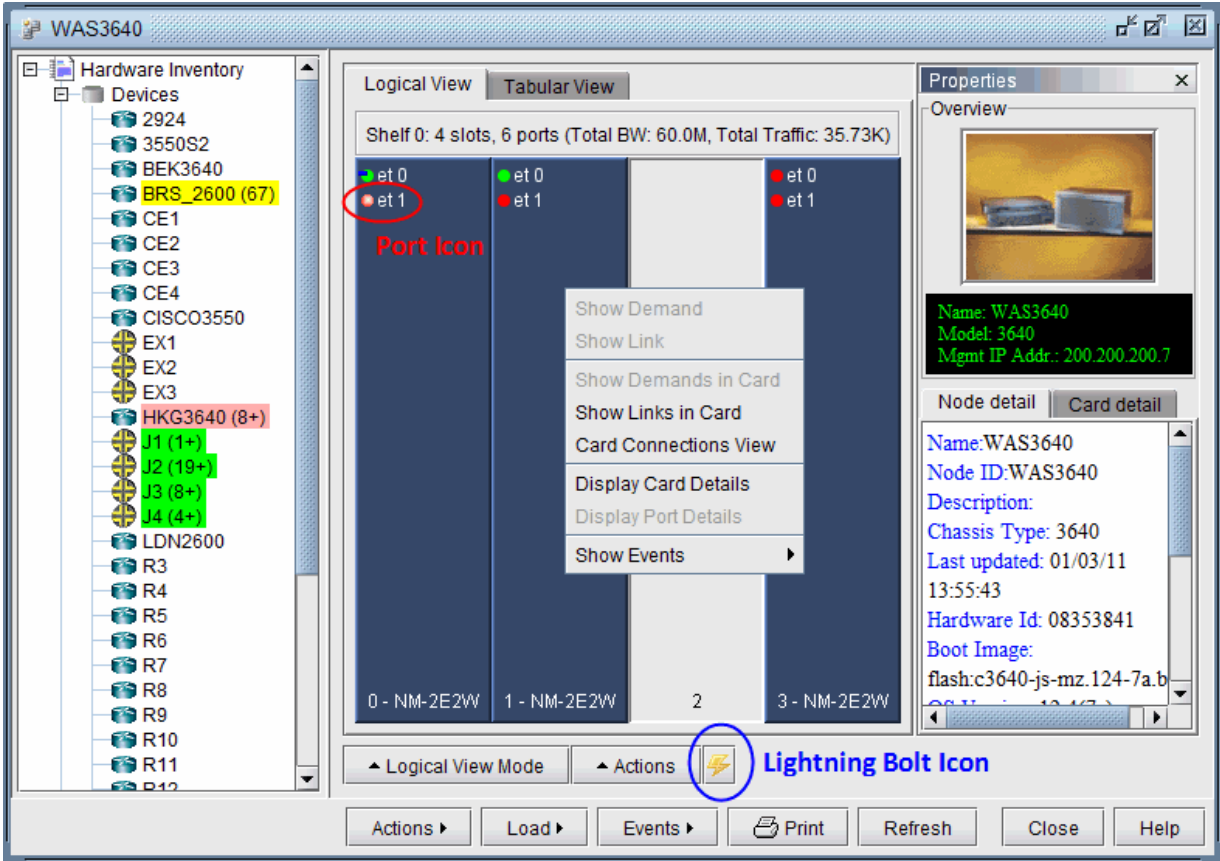 WAS3640
Hardware Inventory
Devices
2924
3550S2
BEK3640
BRS_2600 (67)
CE1
CE2
CE3
CE4
CISCO3550
EX1
EX2
EX3
HKG3640 (8+)
J1 (1+)
J2 (19+)
J3 (8+)
J4 (4+)
LDN2600
R3
R4
R5
R6
R7
R8
R9
R10
R11
R12
Logical View
Tabular View
Shelf 0: 4 slots, 6 ports (Total BW: 60.0M, Total Traffic: 35.73K)
et 0
et 1
et 0
et 1
et 0
et 1
Port Icon
Show Demand
Show Link
Show Demands in Card
Show Links in Card
Card Connections View
Display Card Details
Display Port Details
Show Events
0 - NM-2E2W
1 - NM-2E2W
2
3 - NM-2E2W
Logical View Mode
Actions
Lightning Bolt Icon
Properties
Overview
Name: WAS3640
Model: 3640
Mgmt IP Addr.: 200.200.200.7
Node detail
Card detail
Name:WAS3640
Node ID:WAS3640
Description:
Chassis Type: 3640
Last updated: 01/03/11
13:55:43
Hardware Id: 08353841
Boot Image:
flash:c3640-js-mz.124-7a.b
Actions
Load
Events
Print
Refresh
Close
Help